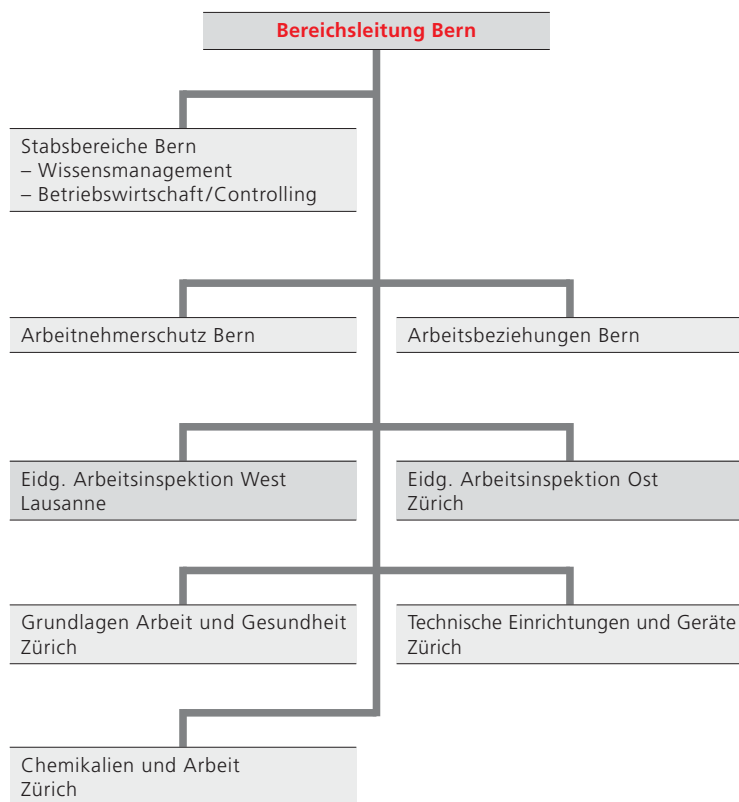 Bereichsleitung Bern
Stabsbereiche Bern
– Wissensmanagement
– Betriebswirtschaft/Controlling
Arbeitnehmerschutz Bern
Arbeitsbeziehungen Bern
Eidg. Arbeitsinspektion West
Lausanne
Eidg. Arbeitsinspektion Ost
Zürich
Grundlagen Arbeit und Gesundheit
Zürich
Technische Einrichtungen und Geräte
Zürich
Chemikalien und Arbeit
Zürich